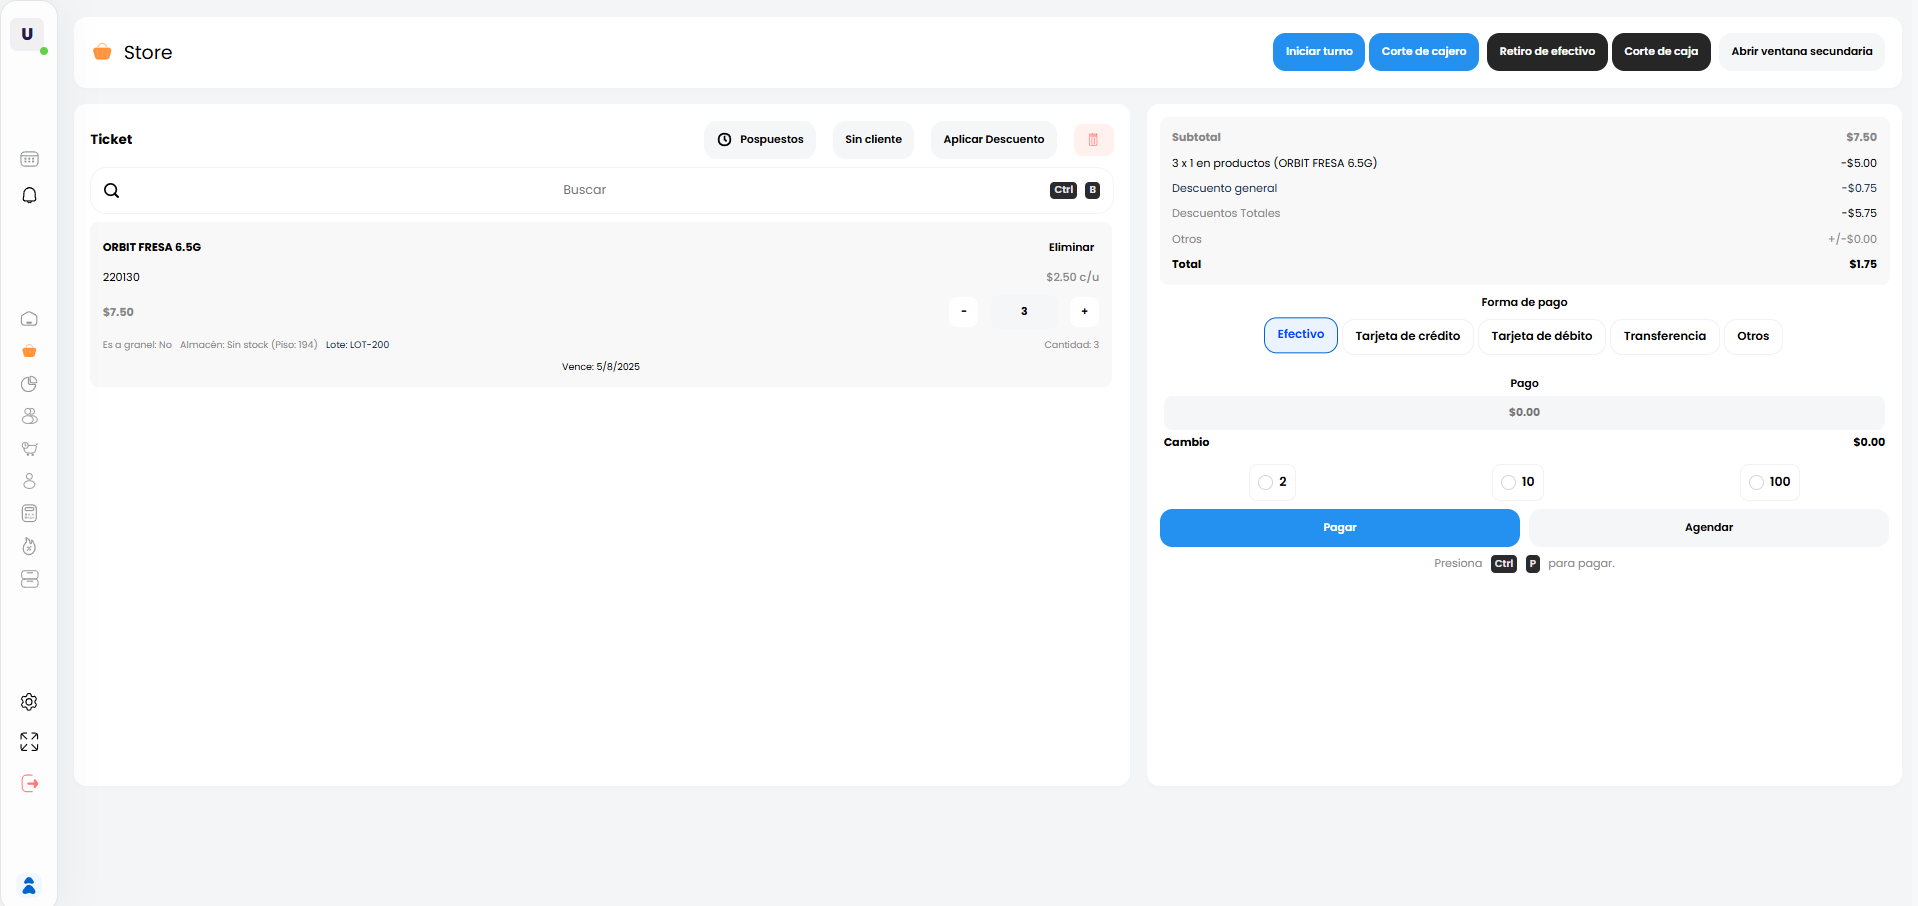 U
Store
Iniciar turno
Corte de cajero
Retiro de efectivo
Corte de caja
Abrir ventana secundaria
Ticket
Pospuestos
Sin cliente
Aplicar Descuento
Buscar
Ctrl B
ORBIT FRESA 6.5G
Eliminar
220130
$2.50 c/u
$7.50
- 3 +
Es a granel: No Almacén: Sin stock (Piso: 194) Lote: LOT-200
Cantidad: 3
Vence: 5/8/2025
Subtotal $7.50
3 x 1 en productos (ORBIT FRESA 6.5G) -$5.00
Descuento general -$0.75
Descuentos Totales -$5.75
Otros +/-$0.00
Total $1.75
Forma de pago
Efectivo
Tarjeta de crédito
Tarjeta de débito
Transferencia
Otros
Pago
$0.00
Cambio $0.00
2
10
100
Pagar
Agendar
Presiona Ctrl P para pagar.